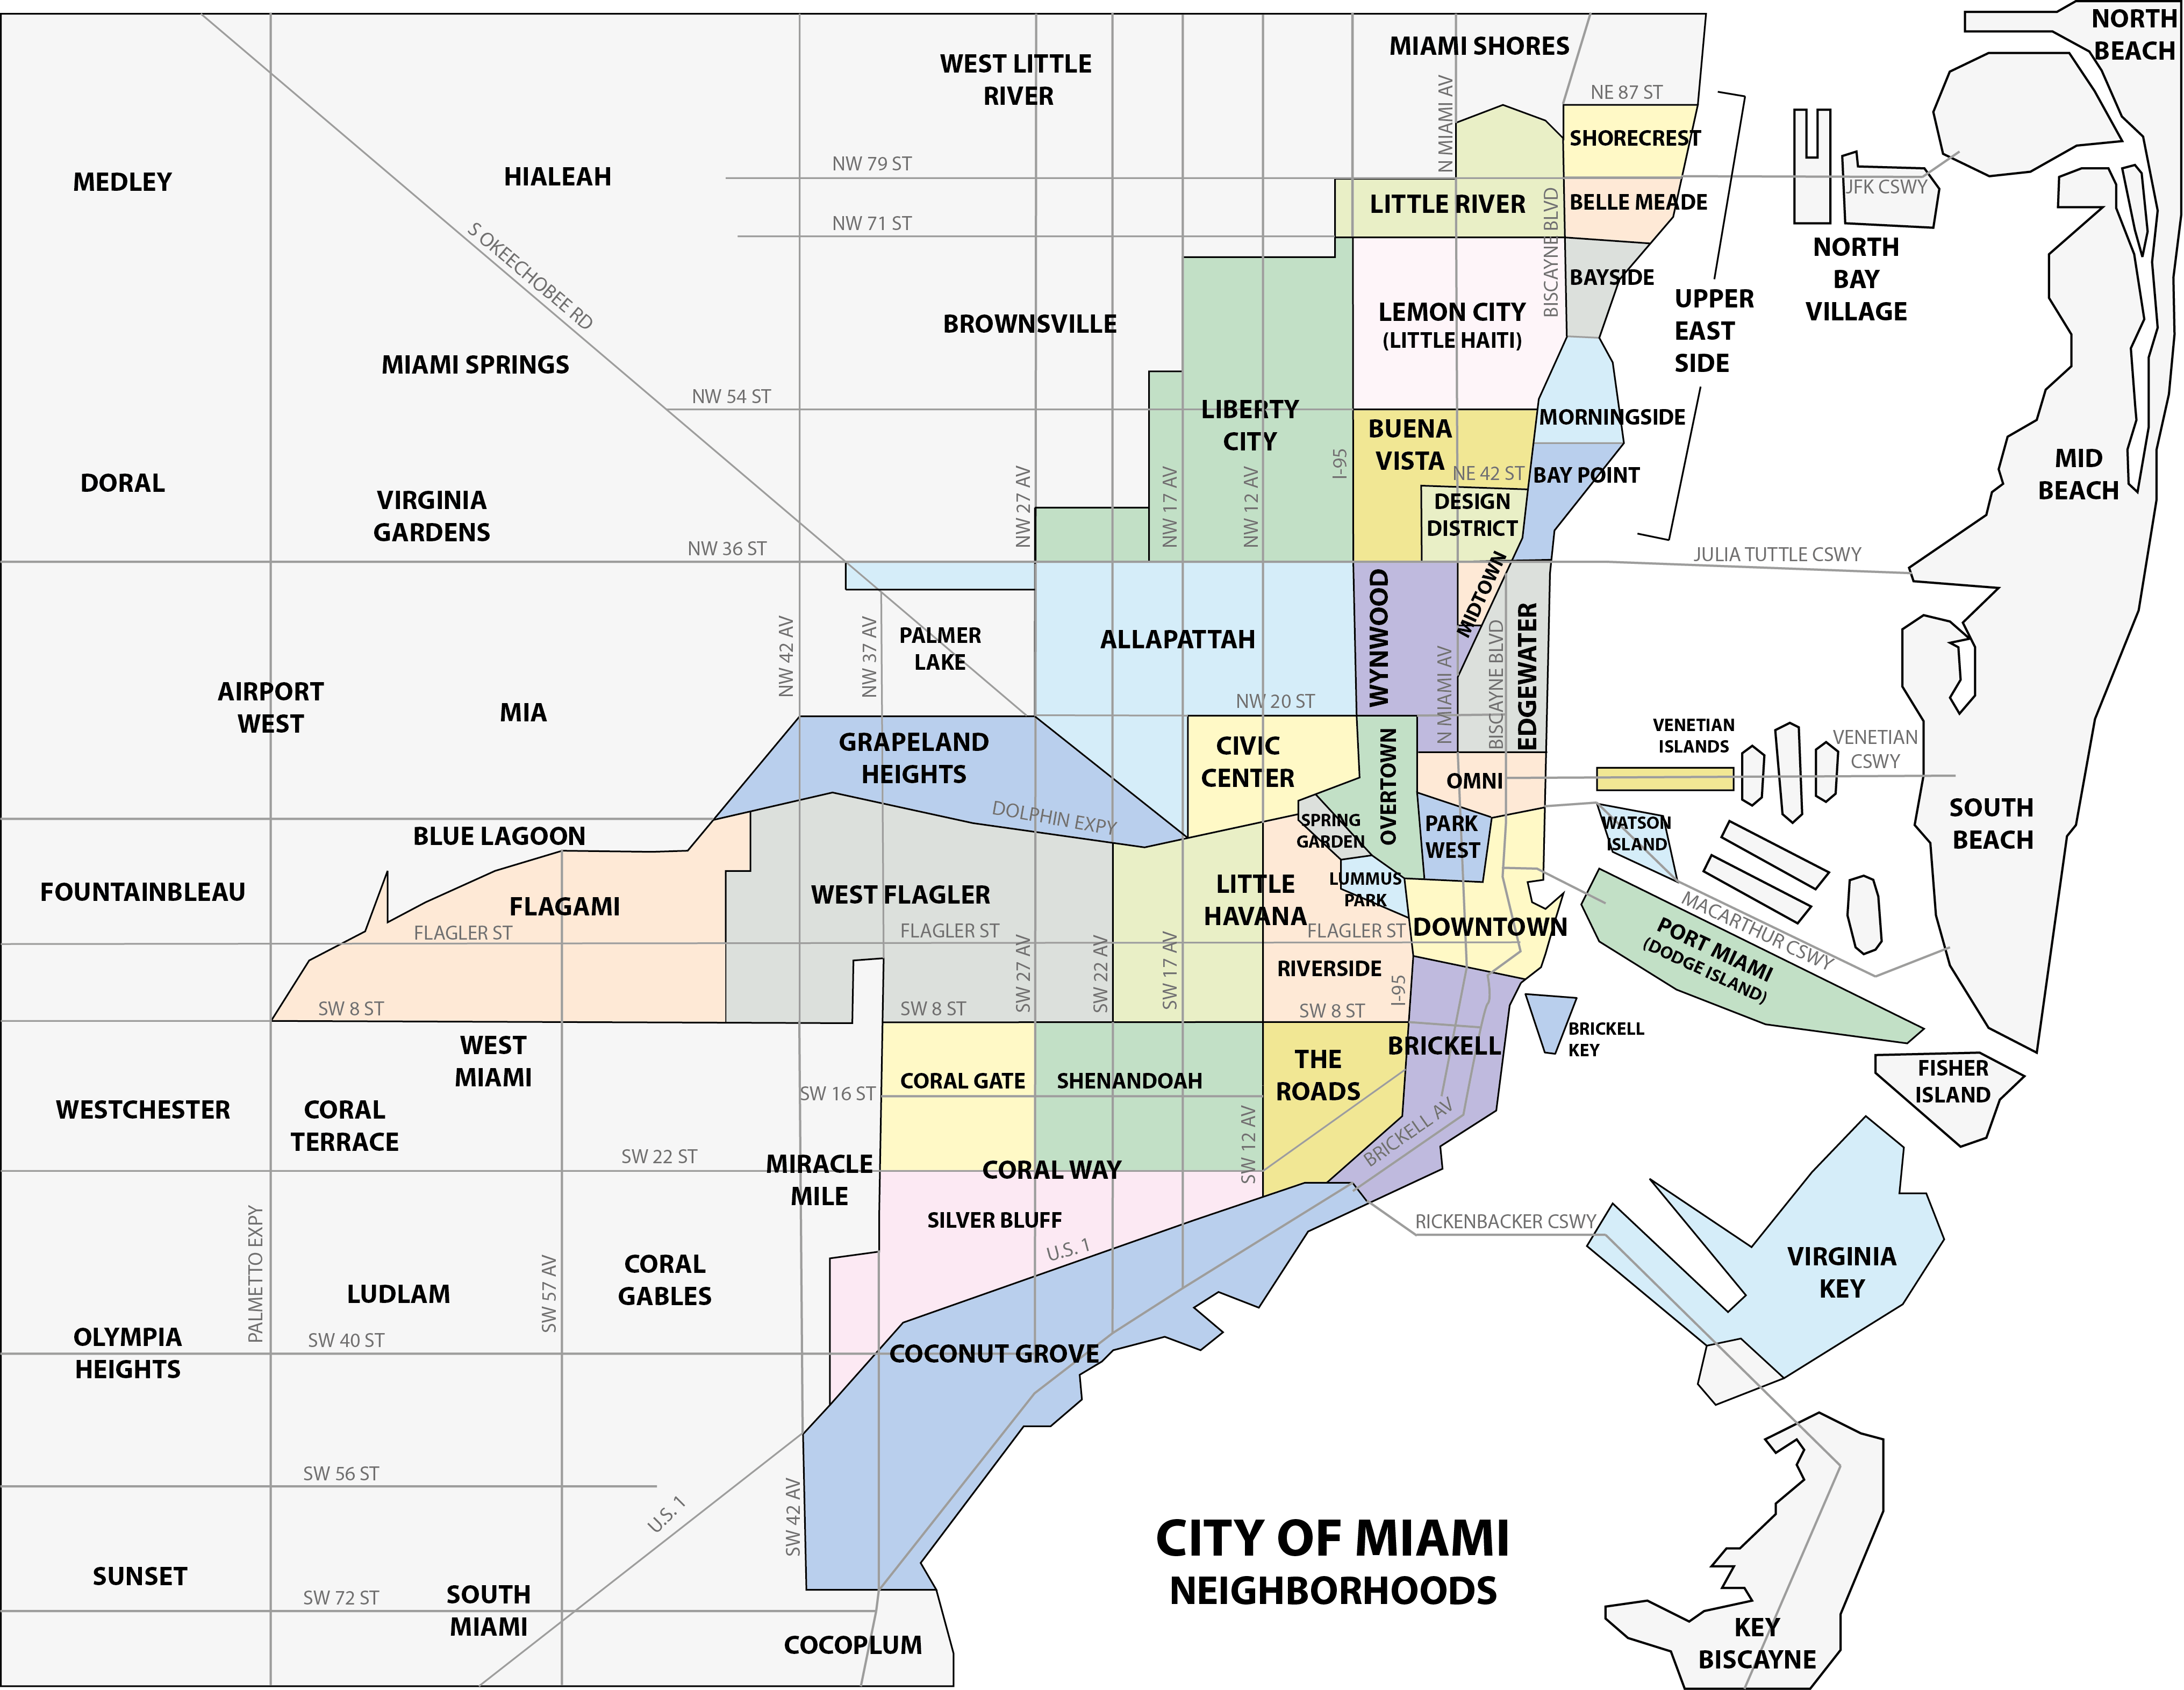 NORTH
BEACH
MIAMI SHORES
WEST LITTLE
RIVER
N MIAMI AV
NE 87 ST
SHORECREST
NW 79 ST
MEDLEY
HIALEAH
JFK CSWY
LITTLE RIVER
BELLE MEADE
NW 71 ST
S OKEECHOBEE RD
BISCAYNE BLVD
NORTH
BAY
VILLAGE
BAYSIDE
UPPER
EAST
SIDE
BROWNSVILLE
LEMON CITY
(LITTLE HAITI)
MIAMI SPRINGS
NW 54 ST
LIBERTY
CITY
MORNINGSIDE
BUENA
VISTA
I-95
NE 42 ST
BAY POINT
MID
BEACH
DORAL
VIRGINIA
GARDENS
NW 27 AV
NW 17 AV
NW 12 AV
DESIGN
DISTRICT
NW 36 ST
JULIA TUTTLE CSWY
MIDTOWN
WYNWOOD
EDGEWATER
NW 42 AV
NW 37 AV
PALMER
LAKE
ALLAPATTAH
N MIAMI AV
BISCAYNE BLVD
AIRPORT
WEST
MIA
NW 20 ST
GRAPELAND
HEIGHTS
CIVIC
CENTER
OVERTOWN
VENETIAN
ISLANDS
VENETIAN
CSWY
OMNI
DOLPHIN EXPY
BLUE LAGOON
SPRING
GARDEN
PARK
WEST
WATSON
ISLAND
SOUTH
BEACH
FOUNTAINBLEAU
FLAGAMI
WEST FLAGLER
LITTLE
HAVANA
LUMMUS
PARK
MACARTHUR CSWY
FLAGLER ST
FLAGLER ST
FLAGLER ST
DOWNTOWN
PORT MIAMI
(DODGE ISLAND)
SW 27 AV
SW 22 AV
SW 17 AV
RIVERSIDE
I-95
SW 8 ST
SW 8 ST
SW 8 ST
BRICKELL
KEY
WEST
MIAMI
BRICKELL
THE
ROADS
CORAL GATE
SHENANDOAH
SW 16 ST
FISHER
ISLAND
WESTCHESTER
CORAL
TERRACE
SW 12 AV
BRICKELL AV
SW 22 ST
MIRACLE
MILE
CORAL WAY
SILVER BLUFF
RICKENBACKER CSWY
PALMETTO EXPY
SW 57 AV
U.S. 1
VIRGINIA
KEY
CORAL
GABLES
LUDLAM
OLYMPIA
HEIGHTS
SW 40 ST
COCONUT GROVE
SW 56 ST
U.S. 1
SW 42 AV
CITY OF MIAMI
NEIGHBORHOODS
SUNSET
SW 72 ST
SOUTH
MIAMI
COCOPLUM
KEY
BISCAYNE